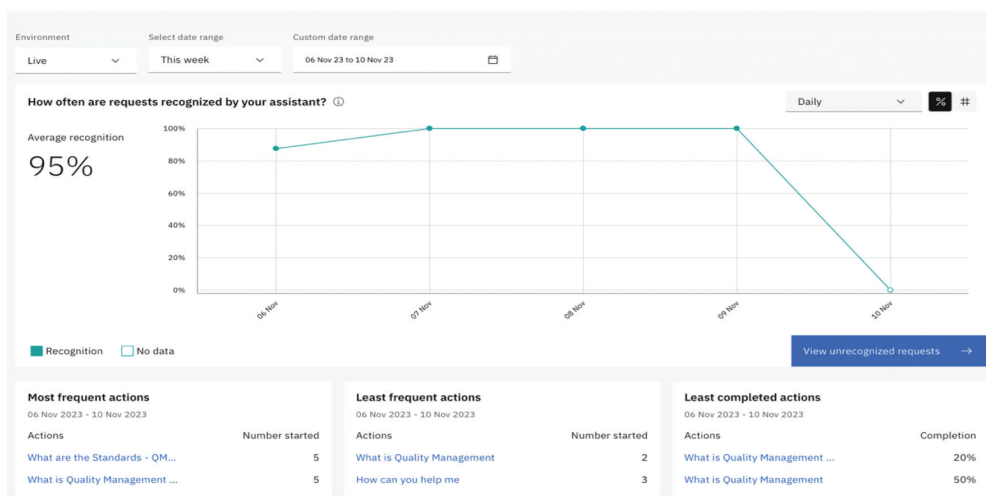 Environment Select date range Custom date range
Live This week 06 Nov 23 to 10 Nov 23
How often are requests recognized by your assistant?
Daily % #
Average recognition
95%
100%
80%
60%
40%
20%
0%
06 Nov 07 Nov 08 Nov 09 Nov 10 Nov
Recognition No data
View unrecognized requests →
Most frequent actions
06 Nov 2023 - 10 Nov 2023
Actions Number started
What are the Standards - QM... 5
What is Quality Management ... 5
Least frequent actions
06 Nov 2023 - 10 Nov 2023
Actions Number started
What is Quality Management 2
How can you help me 3
Least completed actions
06 Nov 2023 - 10 Nov 2023
Actions Completion
What is Quality Management ... 20%
What is Quality Management 50%